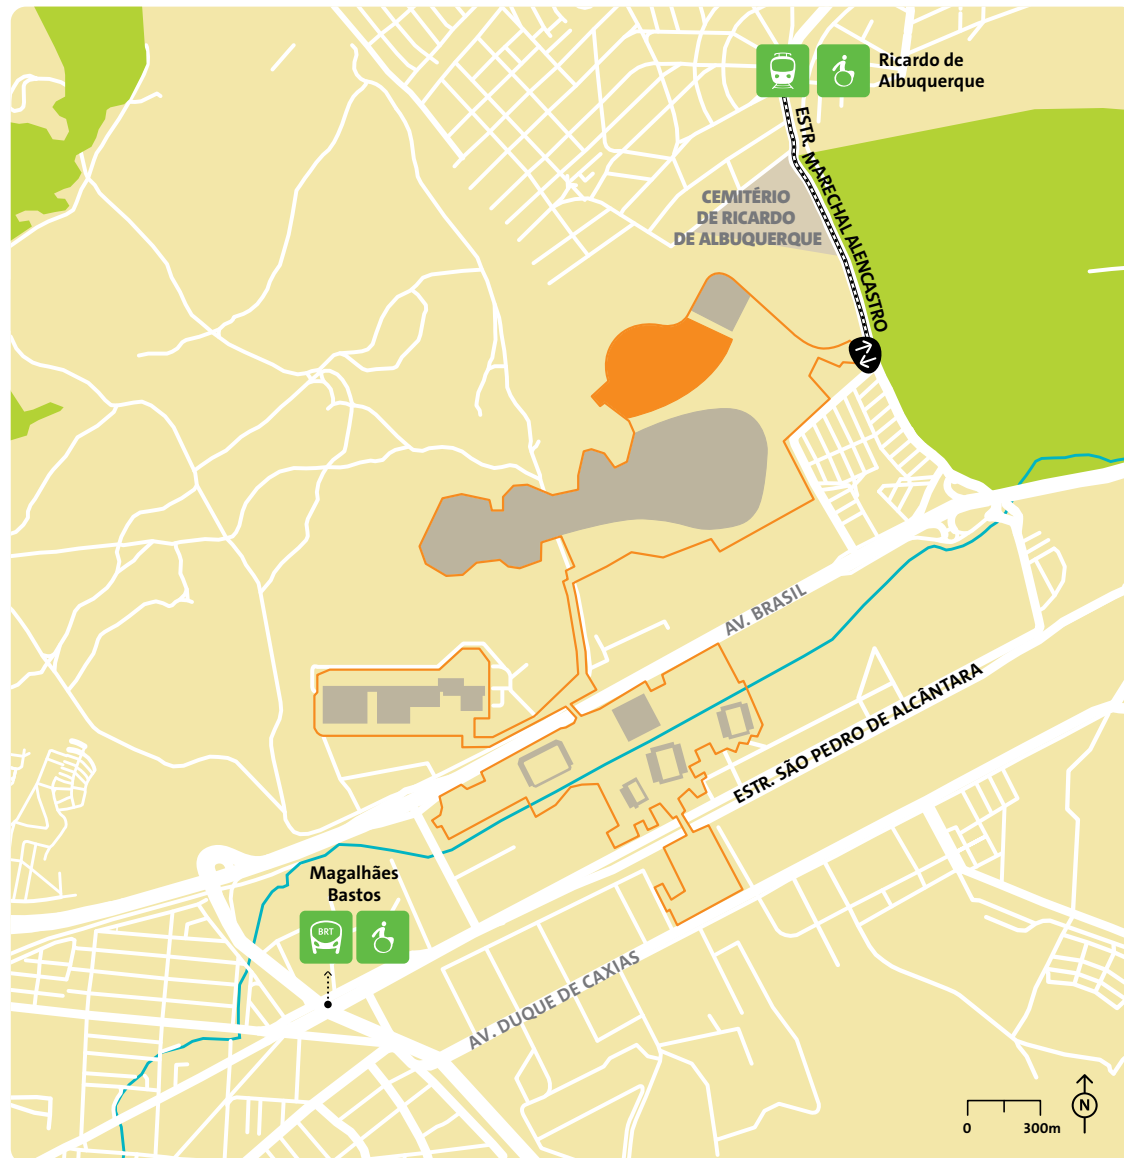 Ricardo de
Albuquerque
ESTR. MARECHAL ALENCASTRO
CEMITÉRIO
DE RICARDO
DE ALBUQUERQUE
AV. BRASIL
ESTR. SÃO PEDRO DE ALCÂNTARA
Magalhães
Bastos
BRT
AV. DUQUE DE CAXIAS
0 300m
N